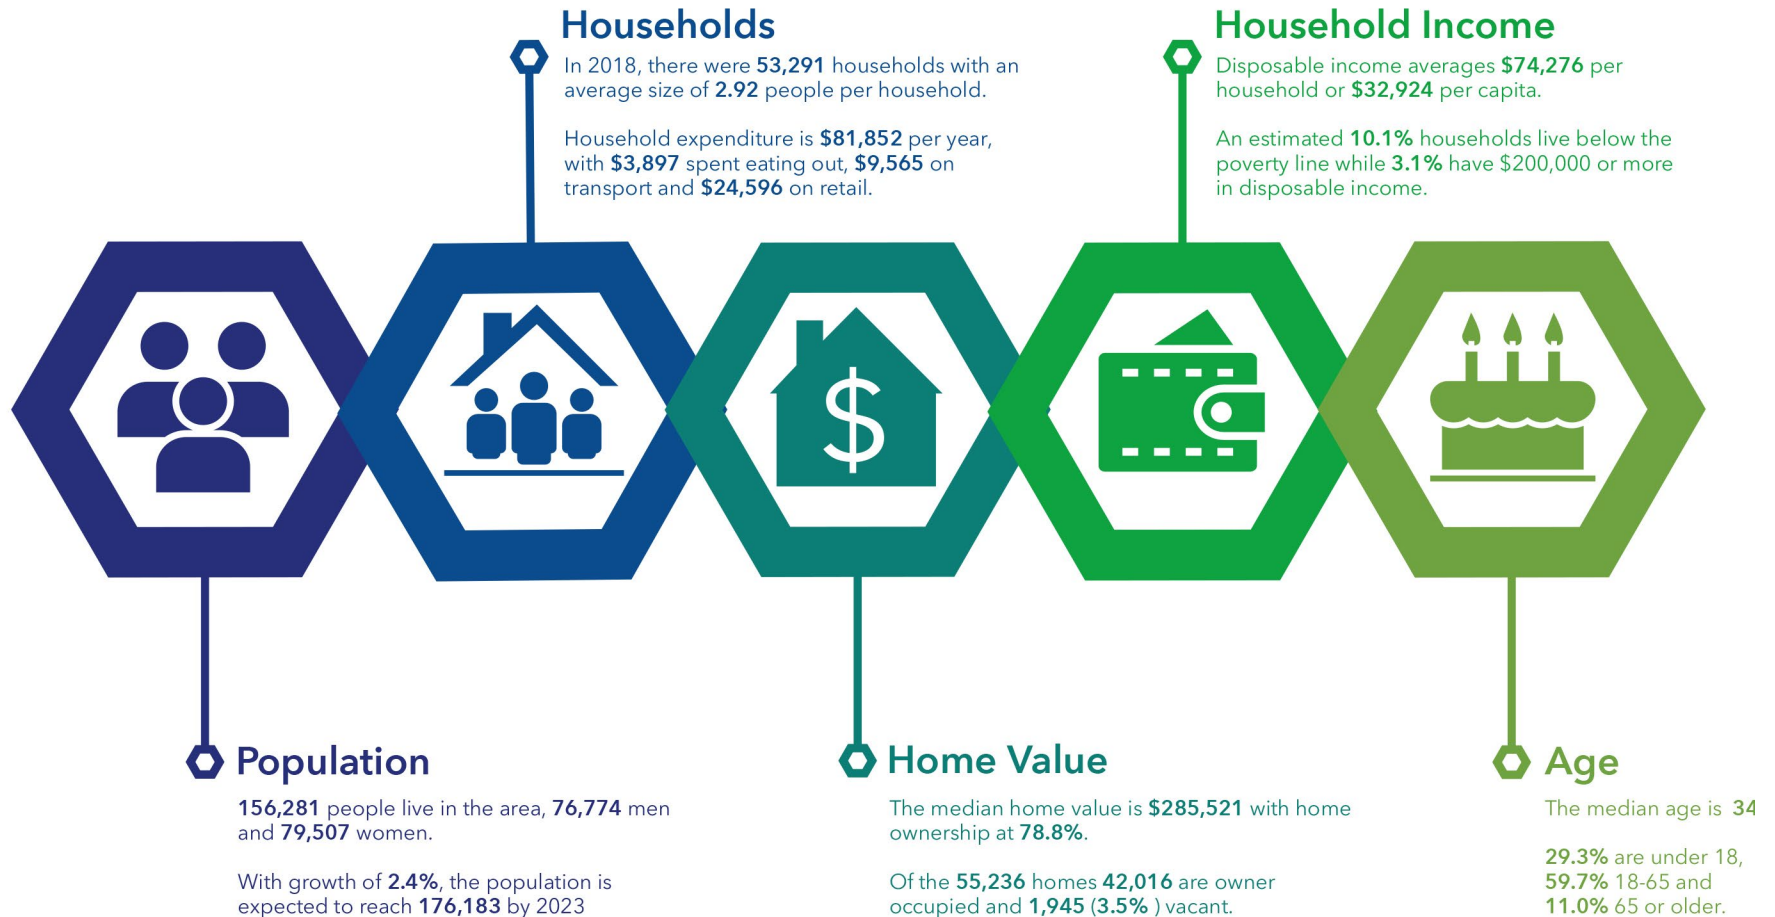 Households
In 2018, there were 53,291 households with an
average size of 2.92 people per household.
Household expenditure is $81,852 per year,
with $3,897 spent eating out, $9,565 on
transport and $24,596 on retail.
Household Income
Disposable income averages $74,276 per
household or $32,924 per capita.
An estimated 10.1% households live below the
poverty line while 3.1% have $200,000 or more
in disposable income.
$
Population
156,281 people live in the area, 76,774 men
and 79,507 women.
With growth of 2.4%, the population is
expected to reach 176,183 by 2023
Home Value
The median home value is $285,521 with home
ownership at 78.8%.
Of the 55,236 homes 42,016 are owner
occupied and 1,945 (3.5% ) vacant.
Age
The median age is 34
29.3% are under 18,
59.7% 18-65 and
11.0% 65 or older.